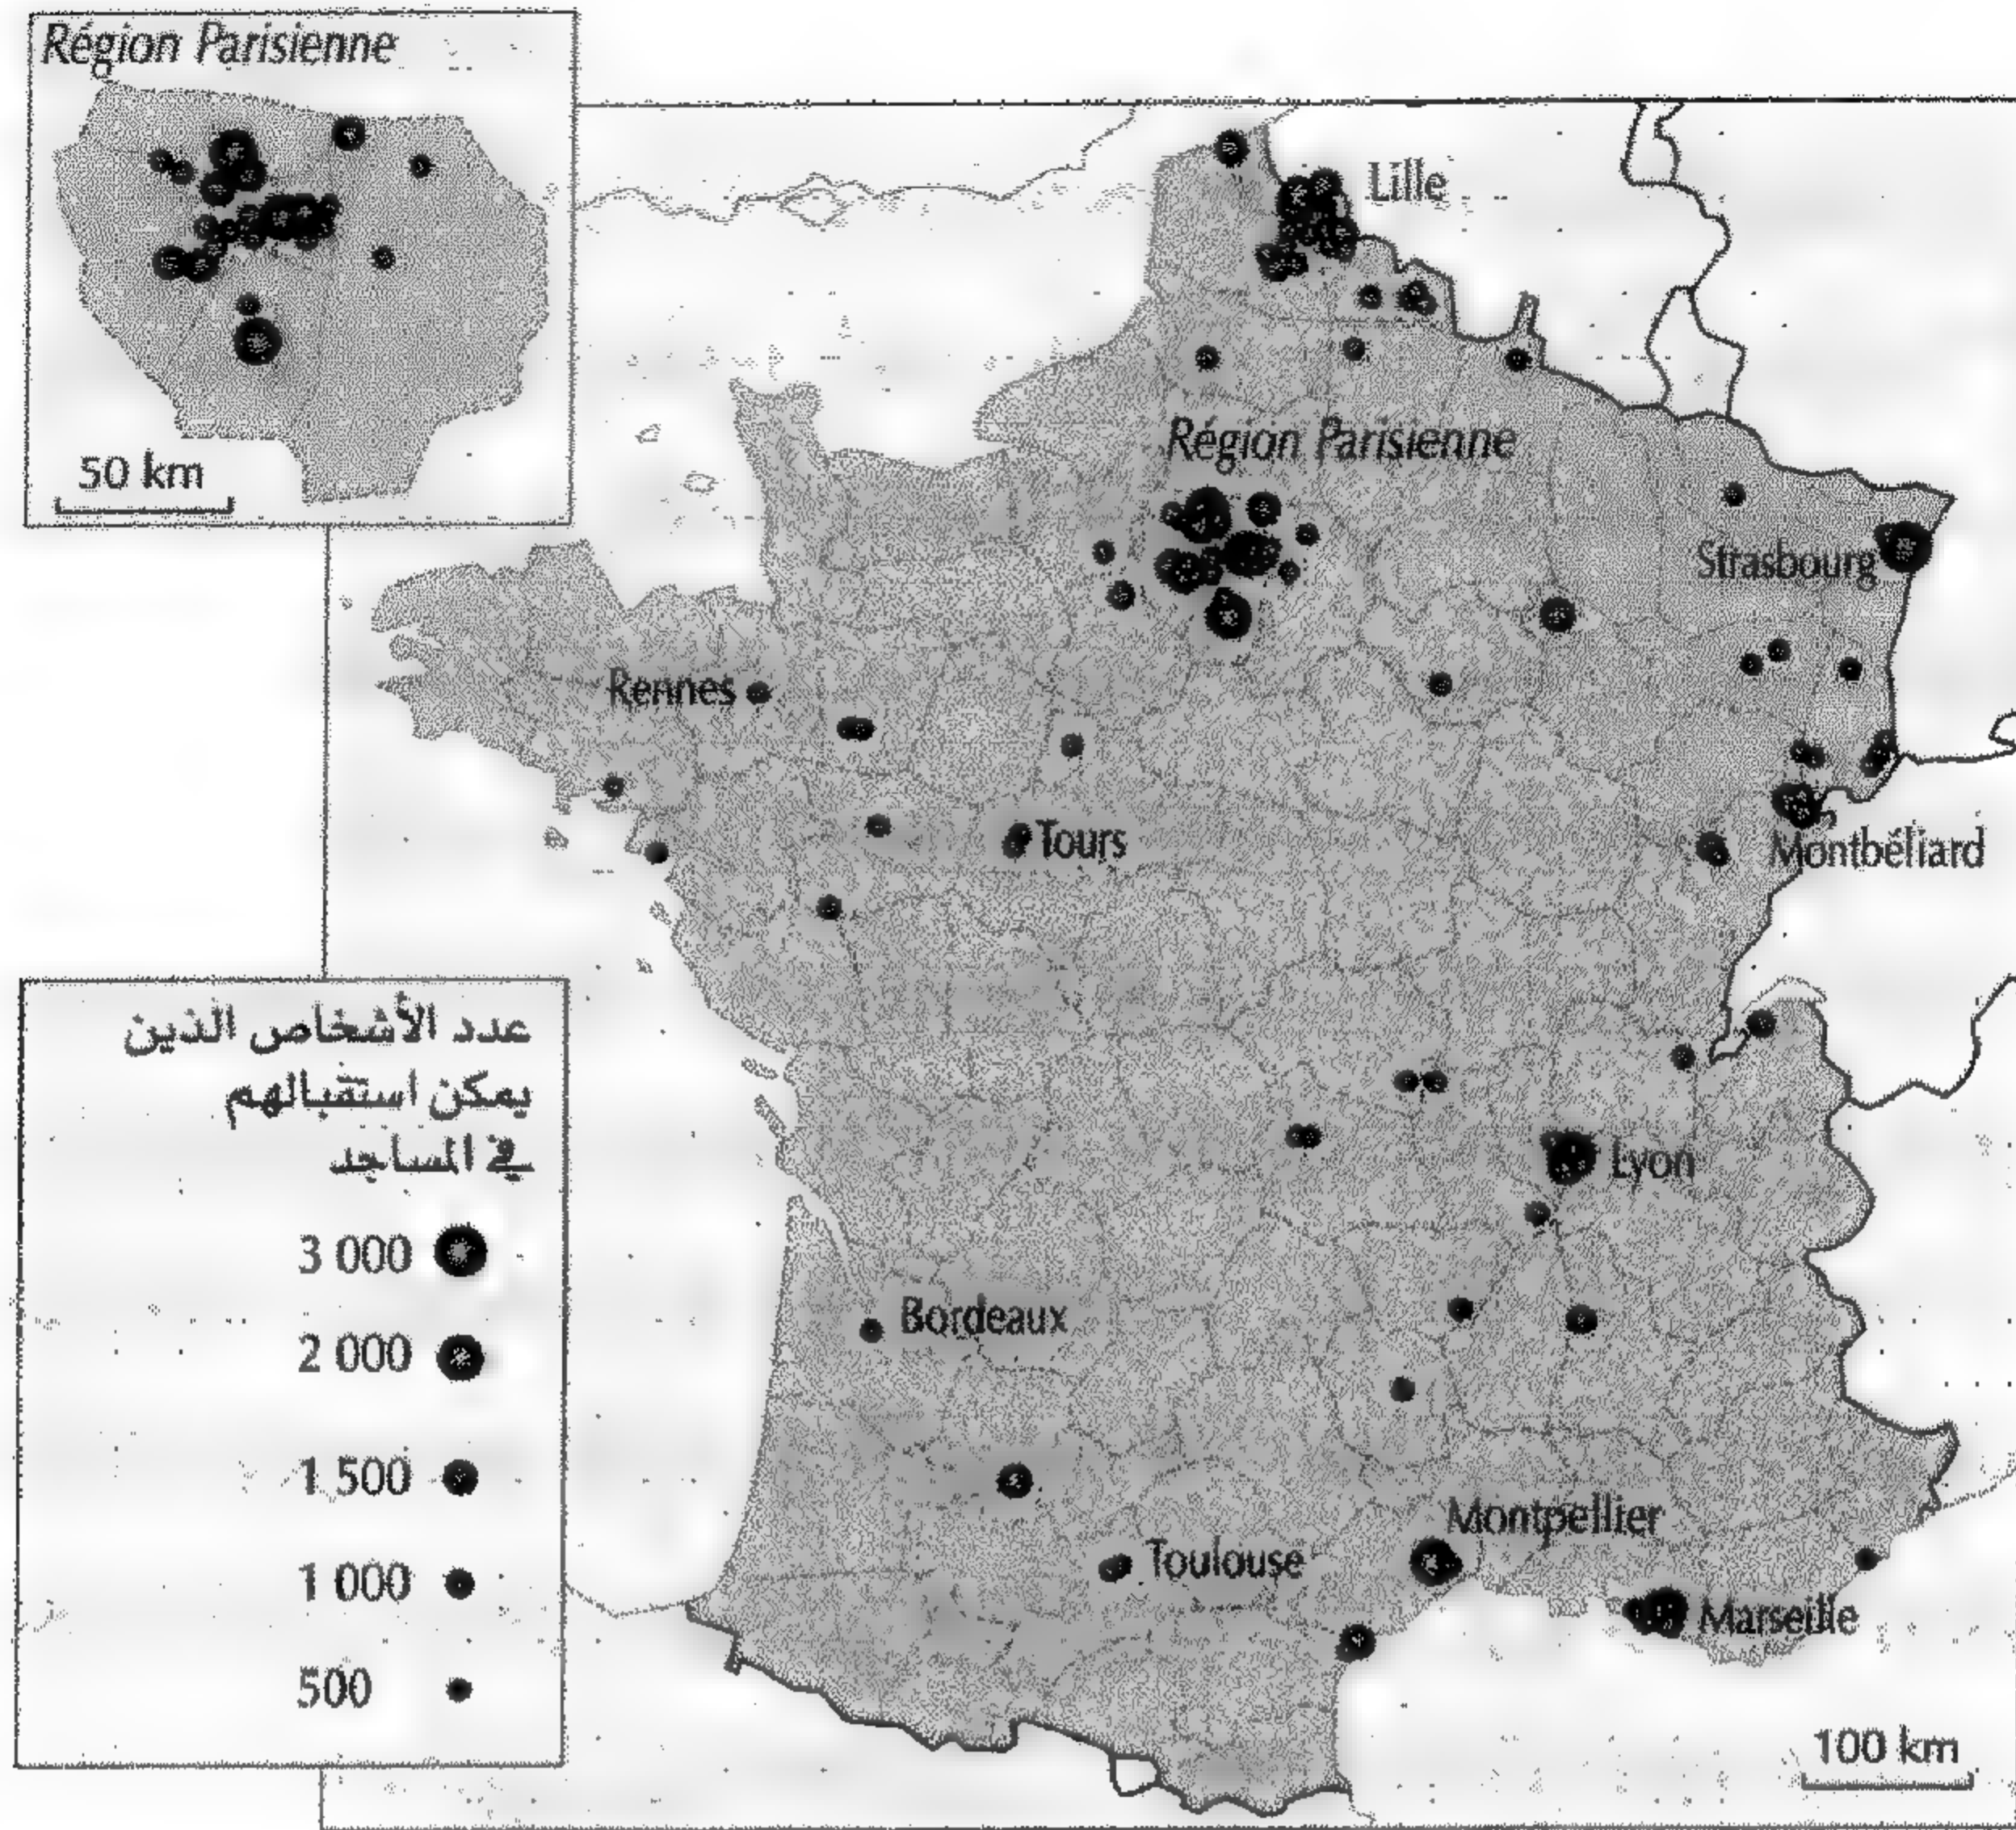 Région Parisienne
50 km
Lille
Région Parisienne
Strasbourg
Rennes
Tours
Montbéliard
Lyon
Bordeaux
Montpellier
Toulouse
Marseille
100 km
عدد الأشخاص الذين
يمكن استقبالهم
في المساجد
3 000
2 000
1 500
1 000
500